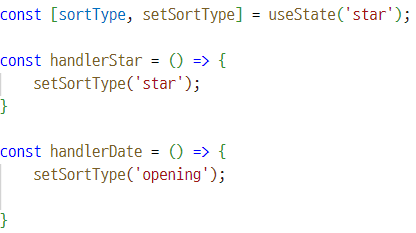 const [sortType, setSortType] = useState('star');
const handlerStar = () => {
setSortType('star');
}
const handlerDate = () => {
setSortType('opening');
}